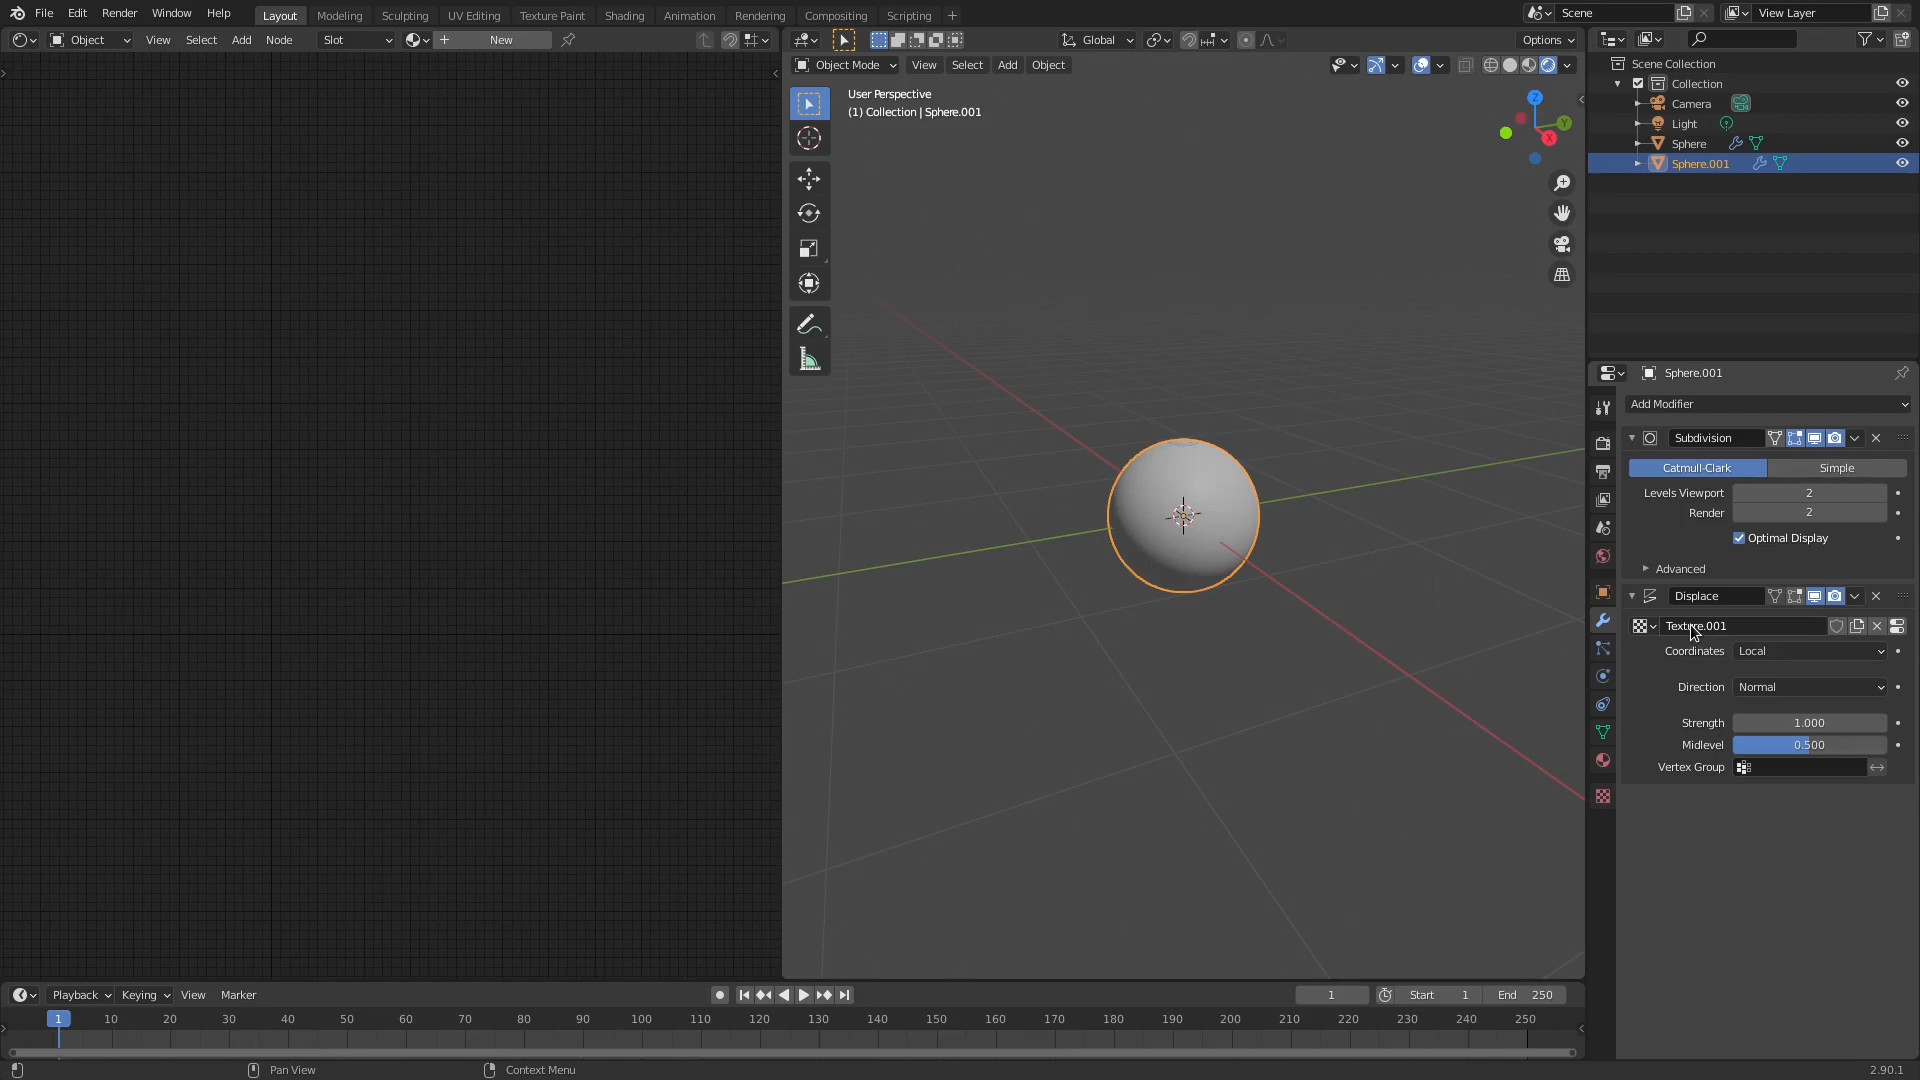 File Edit Render Window Help Layout Modeling Sculpting UV Editing Texture Paint Shading Animation Rendering Compositing Scripting + Scene View Layer
Object View Select Add Node Slot New Global Options
Object Mode View Select Add Object
User Perspective
(1) Collection | Sphere.001
Z
Y
X
Scene Collection
Collection
Camera
Light
Sphere
Sphere.001
Sphere.001
Add Modifier
Subdivision
Catmull-Clark Simple
Levels Viewport 2
Render 2
Optimal Display
Advanced
Displace
Texture.001
Coordinates Local
Direction Normal
Strength 1.000
Midlevel 0.500
Vertex Group
Playback Keying View Marker 1 Start 1 End 250
1 10 20 30 40 50 60 70 80 90 100 110 120 130 140 150 160 170 180 190 200 210 220 230 240 250
Pan View Context Menu 2.90.1